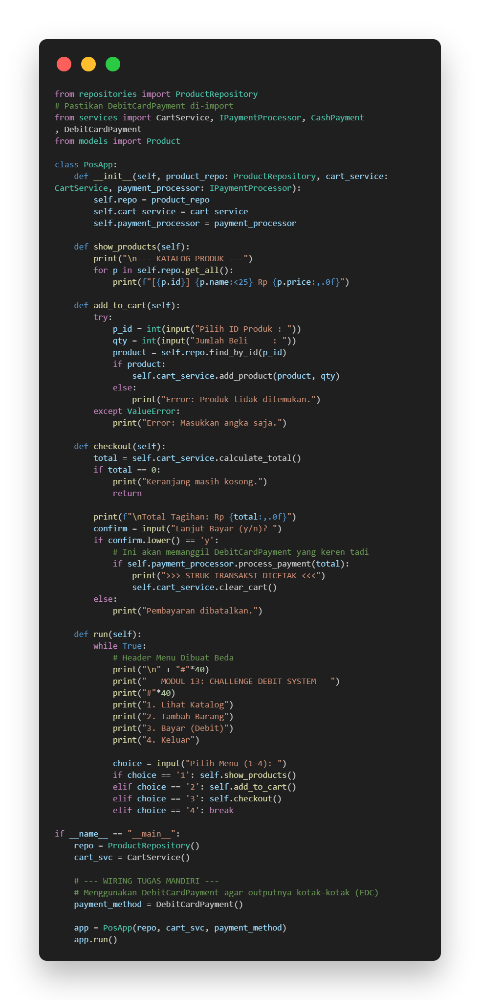 from repositories import ProductRepository
# Pastikan DebitCardPayment di-import
from services import CartService, IPaymentProcessor, CashPayment
, DebitCardPayment
from models import Product

class PosApp:
    def __init__(self, product_repo: ProductRepository, cart_service:
CartService, payment_processor: IPaymentProcessor):
        self.repo = product_repo
        self.cart_service = cart_service
        self.payment_processor = payment_processor

    def show_products(self):
        print("\n--- KATALOG PRODUK ---")
        for p in self.repo.get_all():
            print(f"[{p.id}] {p.name:<25} Rp {p.price:,.0f}")

    def add_to_cart(self):
        try:
            p_id = int(input("Pilih ID Produk : "))
            qty = int(input("Jumlah Beli     : "))
            product = self.repo.find_by_id(p_id)
            if product:
                self.cart_service.add_product(product, qty)
            else:
                print("Error: Produk tidak ditemukan.")
        except ValueError:
            print("Error: Masukkan angka saja.")

    def checkout(self):
        total = self.cart_service.calculate_total()
        if total == 0:
            print("Keranjang masih kosong.")
            return

        print(f"\nTotal Tagihan: Rp {total:,.0f}")
        confirm = input("Lanjut Bayar (y/n)? ")
        if confirm.lower() == 'y':
            # Ini akan memanggil DebitCardPayment yang keren tadi
            if self.payment_processor.process_payment(total):
                print(">>> STRUK TRANSAKSI DICETAK <<<")
                self.cart_service.clear_cart()
        else:
            print("Pembayaran dibatalkan.")

    def run(self):
        while True:
            # Header Menu Dibuat Beda
            print("\n" + "#"*40)
            print("   MODUL 13: CHALLENGE DEBIT SYSTEM   ")
            print("#"*40)
            print("1. Lihat Katalog")
            print("2. Tambah Barang")
            print("3. Bayar (Debit)")
            print("4. Keluar")

            choice = input("Pilih Menu (1-4): ")
            if choice == '1': self.show_products()
            elif choice == '2': self.add_to_cart()
            elif choice == '3': self.checkout()
            elif choice == '4': break

if __name__ == "__main__":
    repo = ProductRepository()
    cart_svc = CartService()

    # --- WIRING TUGAS MANDIRI ---
    # Menggunakan DebitCardPayment agar outputnya kotak-kotak (EDC)
    payment_method = DebitCardPayment()

    app = PosApp(repo, cart_svc, payment_method)
    app.run()